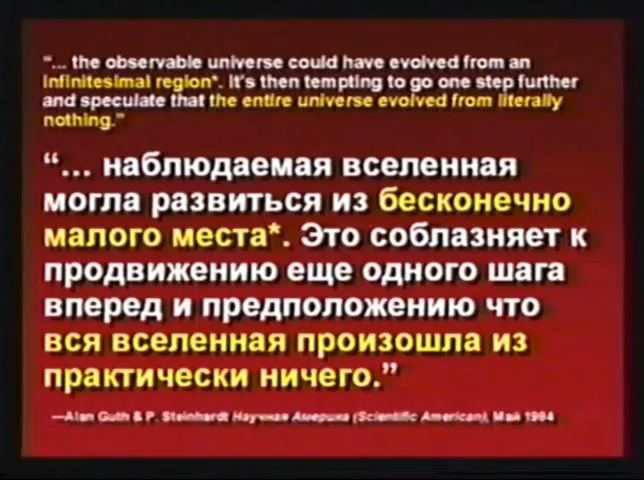 “... the observable universe could have evolved from an
infinitesimal region*. It's then tempting to go one step further
and speculate that the entire universe evolved from literally
nothing.”
“... наблюдаемая вселенная
могла развиться из бесконечно
малого места*. Это соблазняет к
продвижению еще одного шага
вперед и предположению что
вся вселенная произошла из
практически ничего.”
—Alan Guth & P. Steinhardt Научная Америка (Scientific American), Май 1984